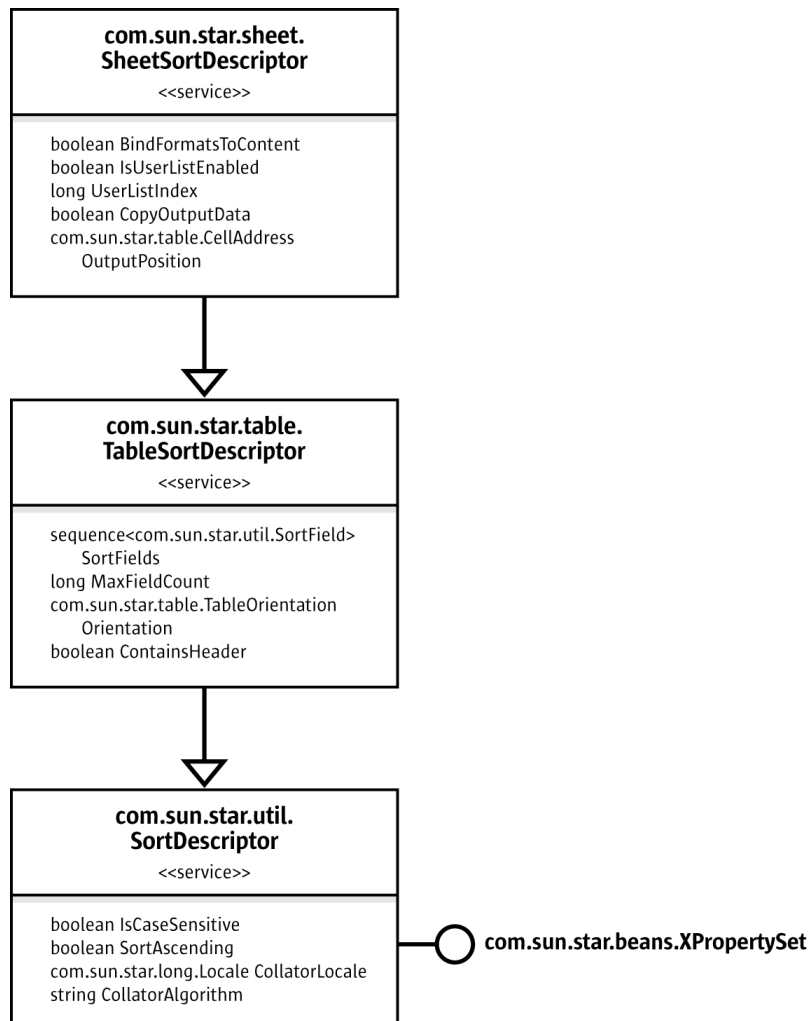 com.sun.star.sheet.
SheetSortDescriptor
<<service>>
boolean BindFormatsToContent
boolean IsUserListEnabled
long UserListIndex
boolean CopyOutputData
com.sun.star.table.CellAddress
OutputPosition
com.sun.star.table.
TableSortDescriptor
<<service>>
sequence<com.sun.star.util.SortField>
SortFields
long MaxFieldCount
com.sun.star.table.TableOrientation
Orientation
boolean ContainsHeader
com.sun.star.util.
SortDescriptor
<<service>>
boolean IsCaseSensitive
boolean SortAscending
com.sun.star.long.Locale CollatorLocale
string CollatorAlgorithm
com.sun.star.beans.XPropertySet